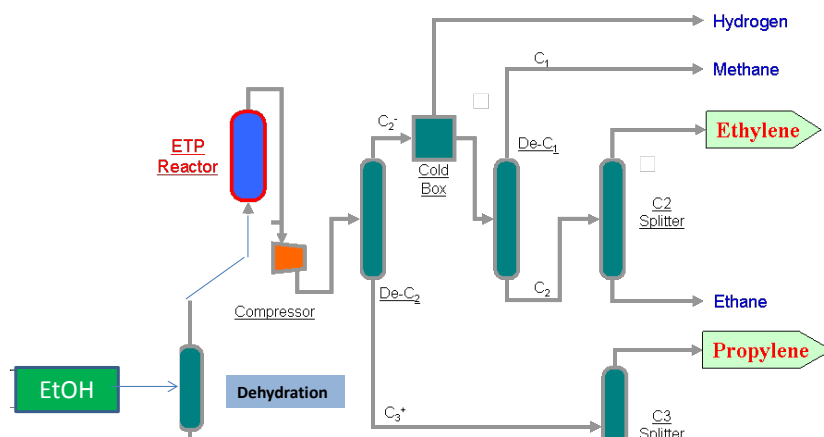 Hydrogen
C₁
Methane
C₂⁻
Ethylene
ETP
Reactor
De-C₁
Cold
Box
C2
Splitter
C₂
De-C₂
Compressor
Ethane
Propylene
EtOH
Dehydration
C₃⁺
C3
Splitter